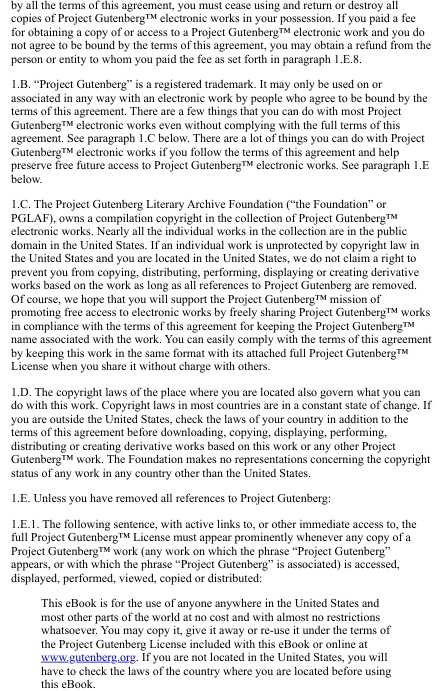 by all the terms of this agreement, you must cease using and return or destroy all
copies of Project Gutenberg™ electronic works in your possession. If you paid a fee
for obtaining a copy of or access to a Project Gutenberg™ electronic work and you do
not agree to be bound by the terms of this agreement, you may obtain a refund from the
person or entity to whom you paid the fee as set forth in paragraph 1.E.8.
1.B. “Project Gutenberg” is a registered trademark. It may only be used on or
associated in any way with an electronic work by people who agree to be bound by the
terms of this agreement. There are a few things that you can do with most Project
Gutenberg™ electronic works even without complying with the full terms of this
agreement. See paragraph 1.C below. There are a lot of things you can do with Project
Gutenberg™ electronic works if you follow the terms of this agreement and help
preserve free future access to Project Gutenberg™ electronic works. See paragraph 1.E
below.
1.C. The Project Gutenberg Literary Archive Foundation (“the Foundation” or
PGLAF), owns a compilation copyright in the collection of Project Gutenberg™
electronic works. Nearly all the individual works in the collection are in the public
domain in the United States. If an individual work is unprotected by copyright law in
the United States and you are located in the United States, we do not claim a right to
prevent you from copying, distributing, performing, displaying or creating derivative
works based on the work as long as all references to Project Gutenberg are removed.
Of course, we hope that you will support the Project Gutenberg™ mission of
promoting free access to electronic works by freely sharing Project Gutenberg™ works
in compliance with the terms of this agreement for keeping the Project Gutenberg™
name associated with the work. You can easily comply with the terms of this agreement
by keeping this work in the same format with its attached full Project Gutenberg™
License when you share it without charge with others.
1.D. The copyright laws of the place where you are located also govern what you can
do with this work. Copyright laws in most countries are in a constant state of change. If
you are outside the United States, check the laws of your country in addition to the
terms of this agreement before downloading, copying, displaying, performing,
distributing or creating derivative works based on this work or any other Project
Gutenberg™ work. The Foundation makes no representations concerning the copyright
status of any work in any country other than the United States.
1.E. Unless you have removed all references to Project Gutenberg:
1.E.1. The following sentence, with active links to, or other immediate access to, the
full Project Gutenberg™ License must appear prominently whenever any copy of a
Project Gutenberg™ work (any work on which the phrase “Project Gutenberg”
appears, or with which the phrase “Project Gutenberg” is associated) is accessed,
displayed, performed, viewed, copied or distributed:
This eBook is for the use of anyone anywhere in the United States and
most other parts of the world at no cost and with almost no restrictions
whatsoever. You may copy it, give it away or re-use it under the terms of
the Project Gutenberg License included with this eBook or online at
www.gutenberg.org. If you are not located in the United States, you will
have to check the laws of the country where you are located before using
this eBook.